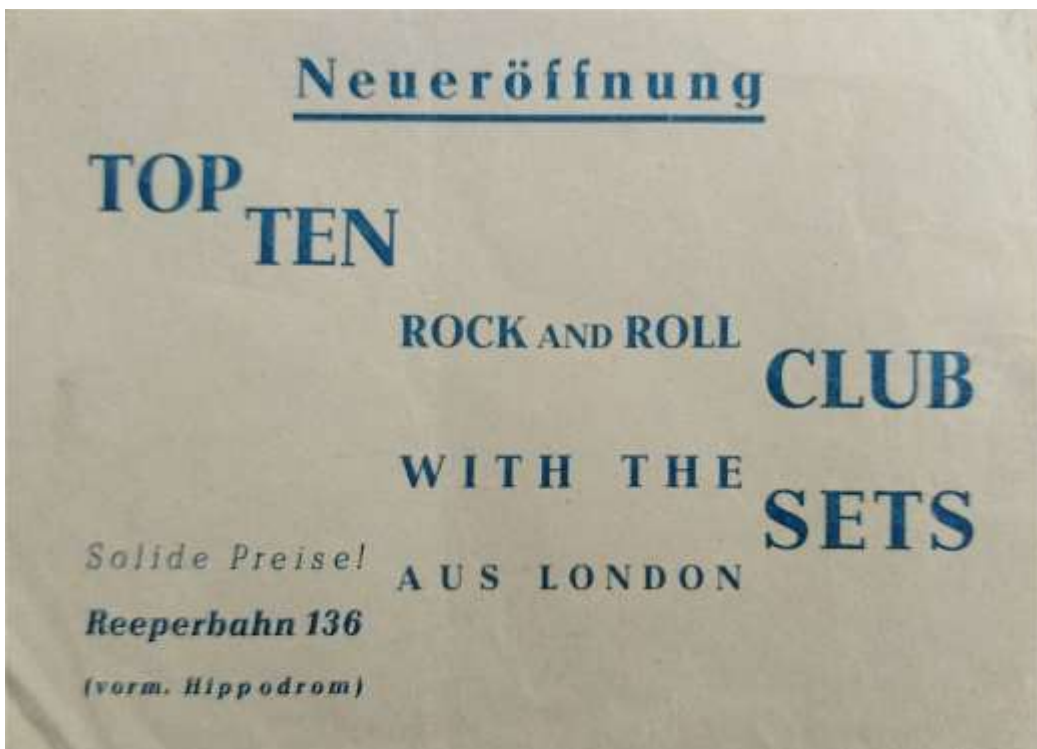 Neueröffnung
TOP
TEN
ROCK AND ROLL
CLUB
WITH THE
SETS
AUS LONDON
Solide Preise!
Reeperbahn 136
(vorm. Hippodrom)